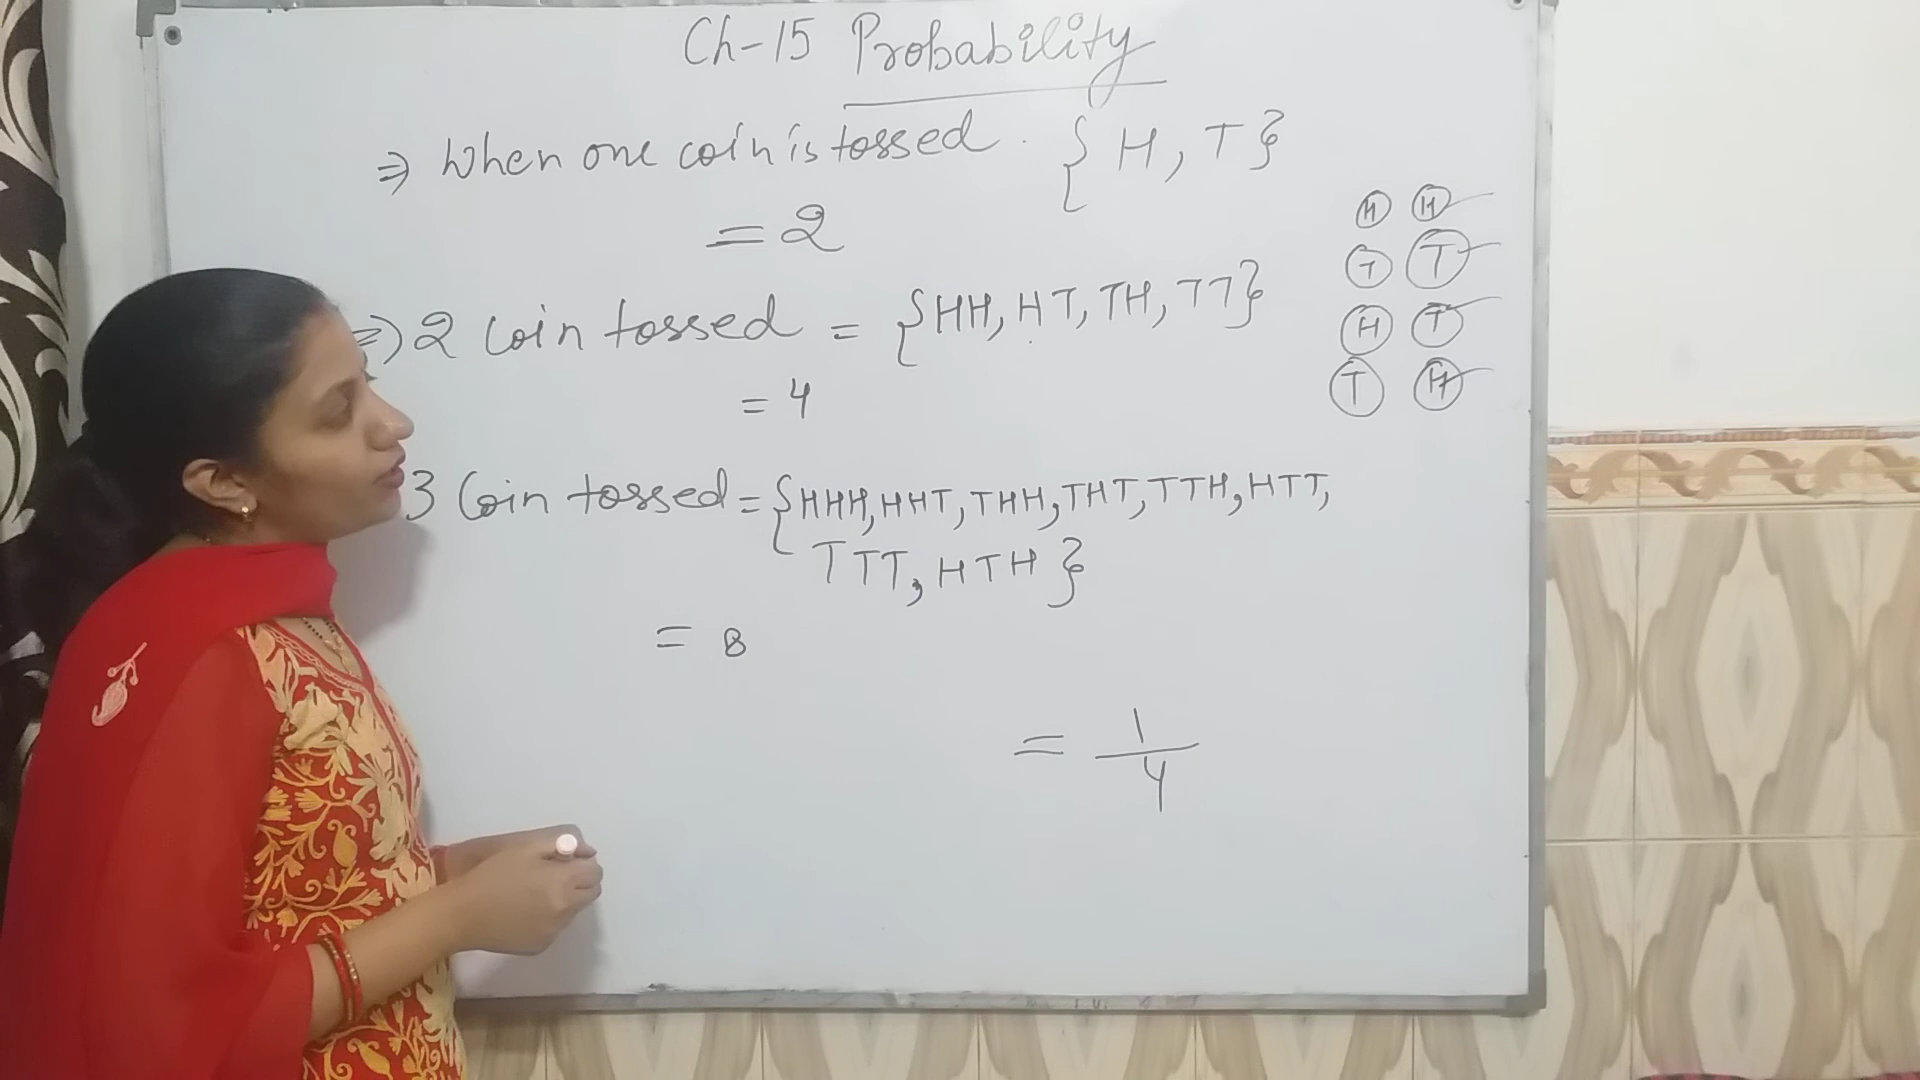 Ch-15 Probability
⇒ When one coin is tossed. { H, T }
= 2
⇒ 2 Coin tossed = {HH, HT, TH, TT}
= 4
3 Coin tossed = {HHH, HHT, THH, THT, TTH, HTT,
TTT, HTH }
= 8
= 1/4
H H
T T
H T
T H